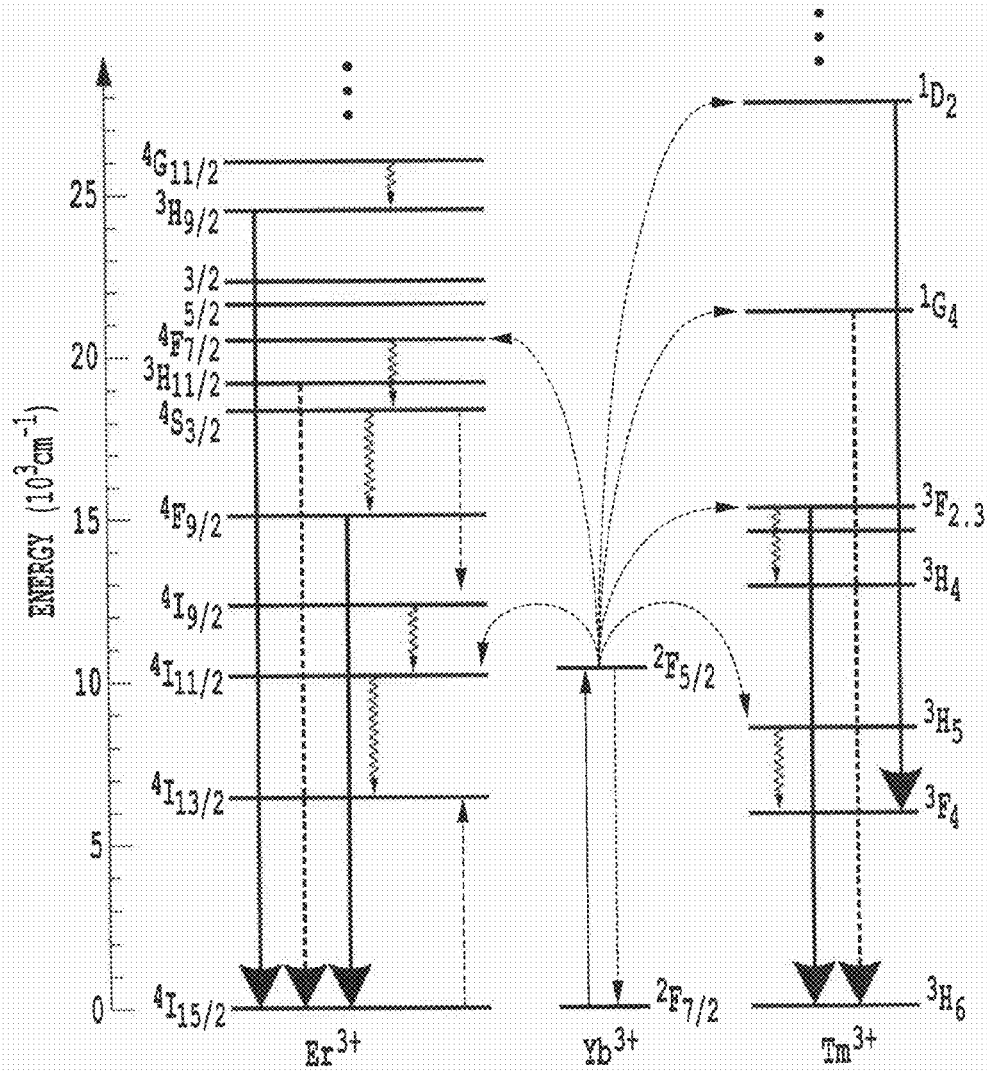 ENERGY (10³cm⁻¹)
25
20
15
10
5
0
⁴G₁₁/₂
³H₉/₂
3/2
5/2
⁴F₇/₂
³H₁₁/₂
⁴S₃/₂
⁴F₉/₂
⁴I₉/₂
⁴I₁₁/₂
⁴I₁₃/₂
⁴I₁₅/₂
Er³⁺
²F₅/₂
²F₇/₂
Yb³⁺
¹D₂
¹G₄
³F₂.₃
³H₄
³H₅
³F₄
³H₆
Tm³⁺